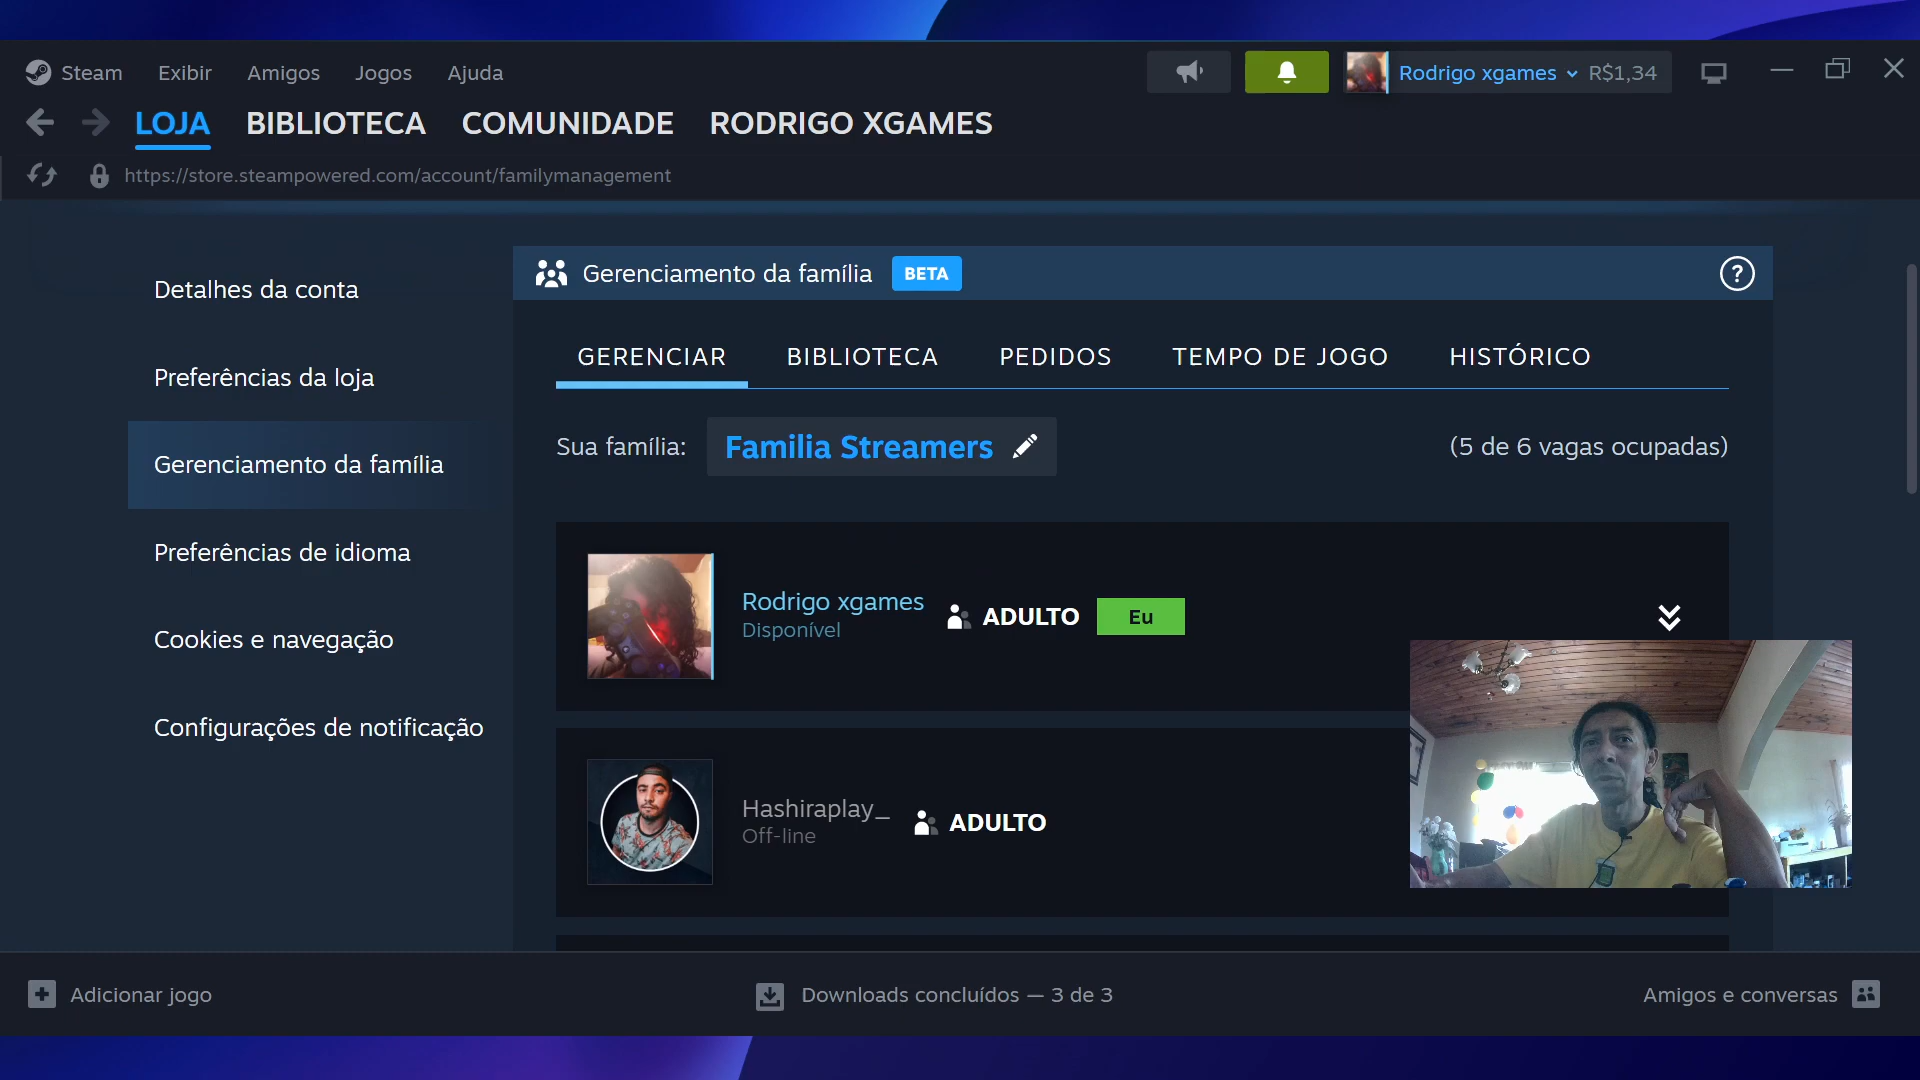 Steam Exibir Amigos Jogos Ajuda Rodrigo xgames R$1,34
LOJA BIBLIOTECA COMUNIDADE RODRIGO XGAMES
https://store.steampowered.com/account/familymanagement
Detalhes da conta
Preferências da loja
Gerenciamento da família
Preferências de idioma
Cookies e navegação
Configurações de notificação
Gerenciamento da família BETA ?
GERENCIAR BIBLIOTECA PEDIDOS TEMPO DE JOGO HISTÓRICO
Sua família: Familia Streamers (5 de 6 vagas ocupadas)
Rodrigo xgames
Disponível
ADULTO Eu
Hashiraplay_
Off-line
ADULTO
Adicionar jogo Downloads concluídos — 3 de 3 Amigos e conversas